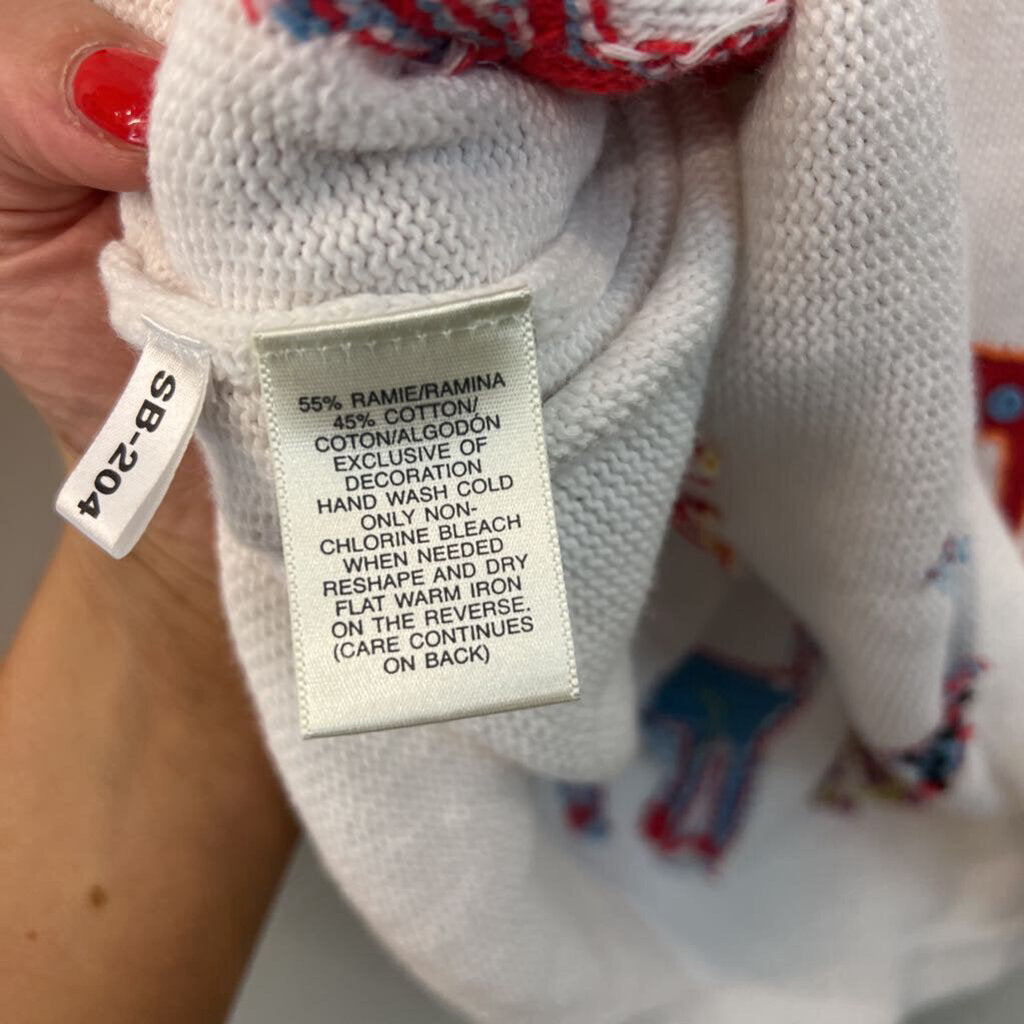 SB-204
55% RAMIE/RAMINA
45% COTTON/
COTON/ALGODÓN
EXCLUSIVE OF
DECORATION
HAND WASH COLD
ONLY NON-
CHLORINE BLEACH
WHEN NEEDED
RESHAPE AND DRY
FLAT WARM IRON
ON THE REVERSE.
(CARE CONTINUES
ON BACK)